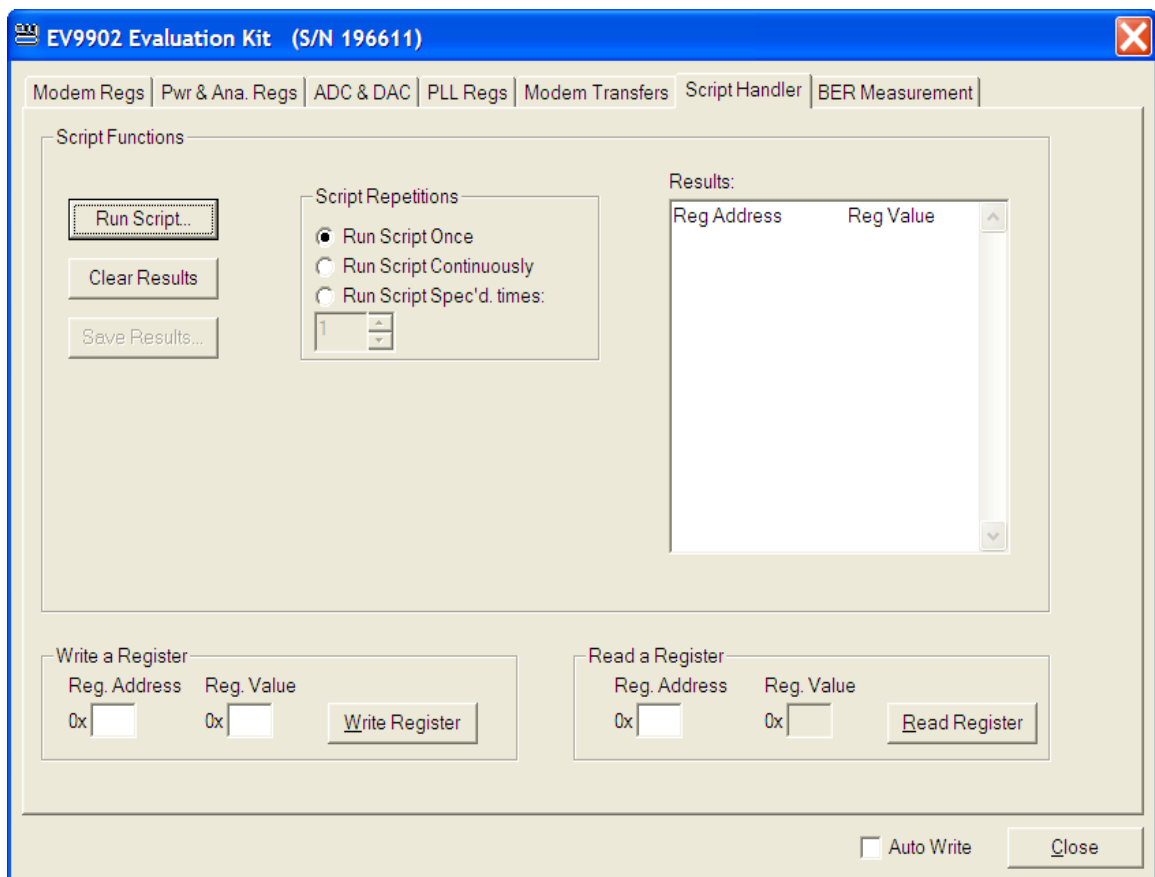 EV9902 Evaluation Kit (S/N 196611)
Modem Regs Pwr & Ana. Regs ADC & DAC PLL Regs Modem Transfers Script Handler BER Measurement
Script Functions
Run Script...
Clear Results
Save Results...
Script Repetitions
Run Script Once
Run Script Continuously
Run Script Spec'd. times:
1
Results:
Reg Address Reg Value
Write a Register
Reg. Address Reg. Value
0x 0x Write Register
Read a Register
Reg. Address Reg. Value
0x 0x Read Register
Auto Write Close